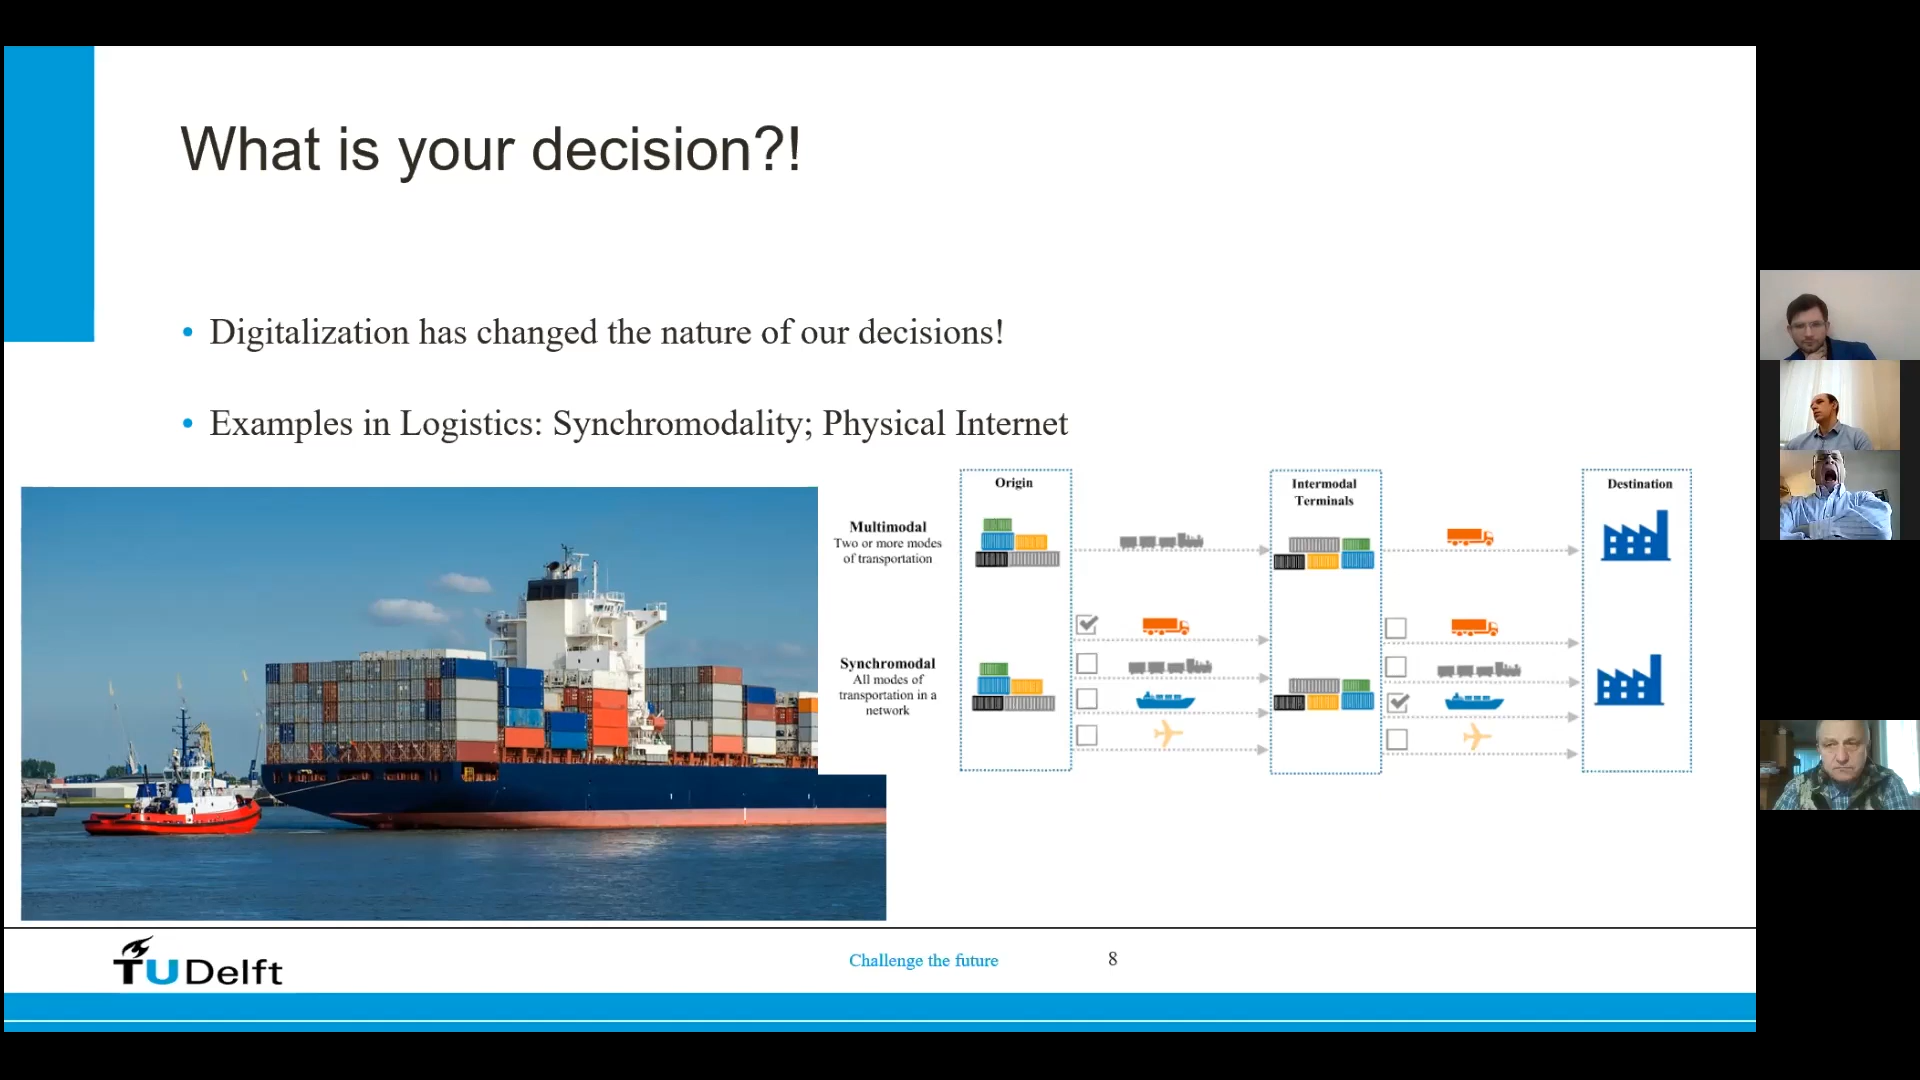 What is your decision?!
• Digitalization has changed the nature of our decisions!
• Examples in Logistics: Synchromodality; Physical Internet
Origin
Intermodal
Terminals
Destination
Multimodal
Two or more modes
of transportation
Synchromodal
All modes of
transportation in a
network
TU Delft
Challenge the future
8